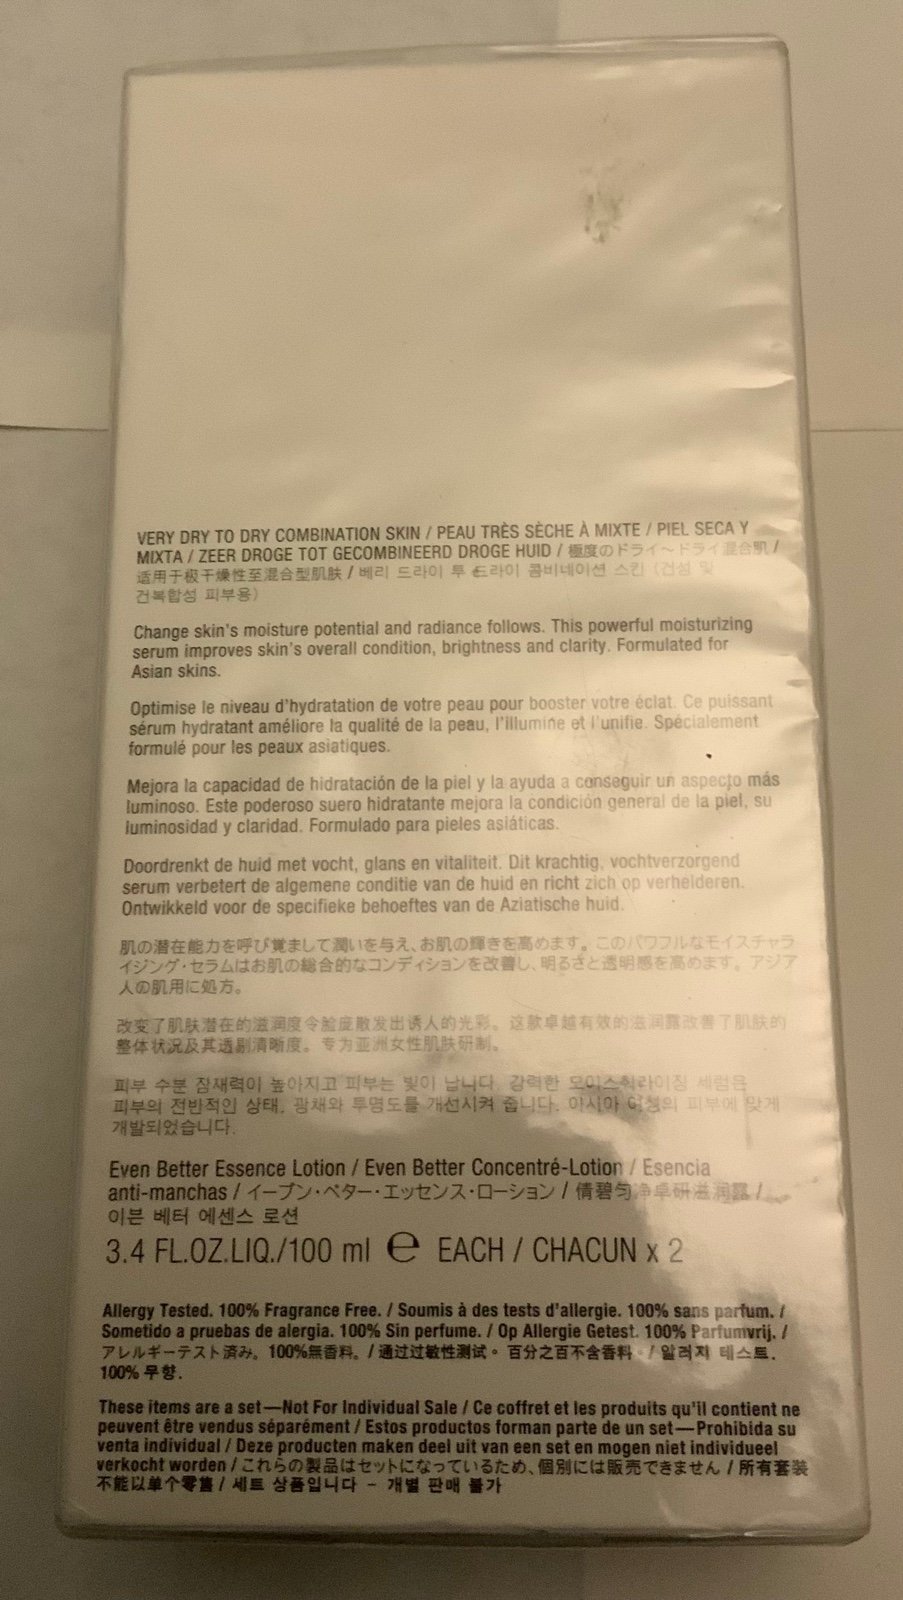 VERY DRY TO DRY COMBINATION SKIN / PEAU TRÈS SÈCHE À MIXTE / PIEL SECA Y
MIXTA / ZEER DROGE TOT GECOMBINEERD DROGE HUID / 極度のドライ～ドライ混合肌 /
适用于极干燥性至混合型肌肤 / 베리 드라이 투 드라이 콤비네이션 스킨 (건성 및
건복합성 피부용)
Change skin's moisture potential and radiance follows. This powerful moisturizing
serum improves skin's overall condition, brightness and clarity. Formulated for
Asian skins.
Optimise le niveau d'hydratation de votre peau pour booster votre éclat. Ce puissant
sérum hydratant améliore la qualité de la peau, l'illumine et l'unifie. Spécialement
formulé pour les peaux asiatiques.
Mejora la capacidad de hidratación de la piel y la ayuda a conseguir un aspecto más
luminoso. Este poderoso suero hidratante mejora la condición general de la piel, su
luminosidad y claridad. Formulado para pieles asiáticas.
Doordrenkt de huid met vocht, glans en vitaliteit. Dit krachtig, vochtverzorgend
serum verbetert de algemene conditie van de huid en richt zich op verhelderen.
Ontwikkeld voor de specifieke behoeftes van de Aziatische huid.
肌の潜在能力を呼び覚まして潤いを与え、お肌の輝きを高めます。このパワフルなモイスチャラ
イジング・セラムはお肌の総合的なコンディションを改善し、明るさと透明感を高めます。アジア
人の肌用に処方。
改变了肌肤潜在的滋润度令脸庞散发出诱人的光彩。这款卓越有效的滋润露改善了肌肤的
整体状况及其透剔清晰度。专为亚洲女性肌肤研制。
피부 수분 잠재력이 높아지고 피부는 빛이 납니다. 강력한 모이스춰라이징 세럼은
피부의 전반적인 상태, 광채와 투명도를 개선시켜 줍니다. 아시아 여성의 피부에 맞게
개발되었습니다.
Even Better Essence Lotion / Even Better Concentré-Lotion / Esencia
anti-manchas / イーブン・ベター・エッセンス・ローション / 倩碧匀净卓研滋润露 /
이븐 베터 에센스 로션
3.4 FL.OZ.LIQ./100 ml ℮ EACH / CHACUN x 2
Allergy Tested. 100% Fragrance Free. / Soumis à des tests d'allergie. 100% sans parfum. /
Sometido a pruebas de alergia. 100% Sin perfume. / Op Allergie Getest. 100% Parfumvrij. /
アレルギーテスト済み。100%無香料。/ 通过过敏性测试。百分之百不含香料。/ 알러지 테스트.
100% 무향.
These items are a set—Not For Individual Sale / Ce coffret et les produits qu'il contient ne
peuvent être vendus séparément / Estos productos forman parte de un set—Prohibida su
venta individual / Deze producten maken deel uit van een set en mogen niet individueel
verkocht worden / これらの製品はセットになっているため、個別には販売できません / 所有套装
不能以单个零售 / 세트 상품입니다 - 개별 판매 불가